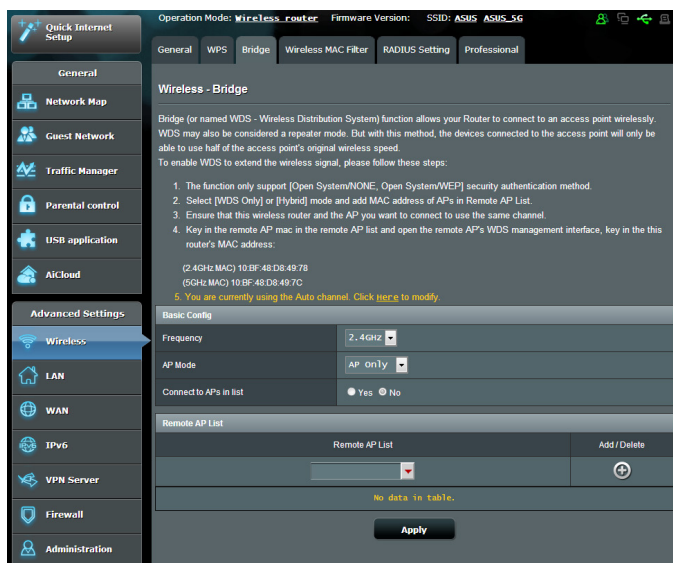 Quick Internet
Setup
Operation Mode: Wireless router Firmware Version: SSID: ASUS ASUS_5G
General WPS Bridge Wireless MAC Filter RADIUS Setting Professional
General
Network Map
Guest Network
Traffic Manager
Parental control
USB application
AiCloud
Advanced Settings
Wireless
LAN
WAN
IPv6
VPN Server
Firewall
Administration
Wireless - Bridge
Bridge (or named WDS - Wireless Distribution System) function allows your Router to connect to an access point wirelessly.
WDS may also be considered a repeater mode. But with this method, the devices connected to the access point will only be
able to use half of the access point's original wireless speed.
To enable WDS to extend the wireless signal, please follow these steps:
1. The function only support [Open System/NONE, Open System/WEP] security authentication method.
2. Select [WDS Only] or [Hybrid] mode and add MAC address of APs in Remote AP List.
3. Ensure that this wireless router and the AP you want to connect to use the same channel.
4. Key in the remote AP mac in the remote AP list and open the remote AP's WDS management interface, key in the this
router's MAC address:
(2.4GHz MAC) 10:BF:48:D8:49:78
(5GHz MAC) 10:BF:48:D8:49:7C
5. You are currently using the Auto channel. Click Here to modify.
Basic Config
Frequency 2.4GHz
AP Mode AP Only
Connect to APs in list Yes No
Remote AP List
Remote AP List Add / Delete
No data in table.
Apply